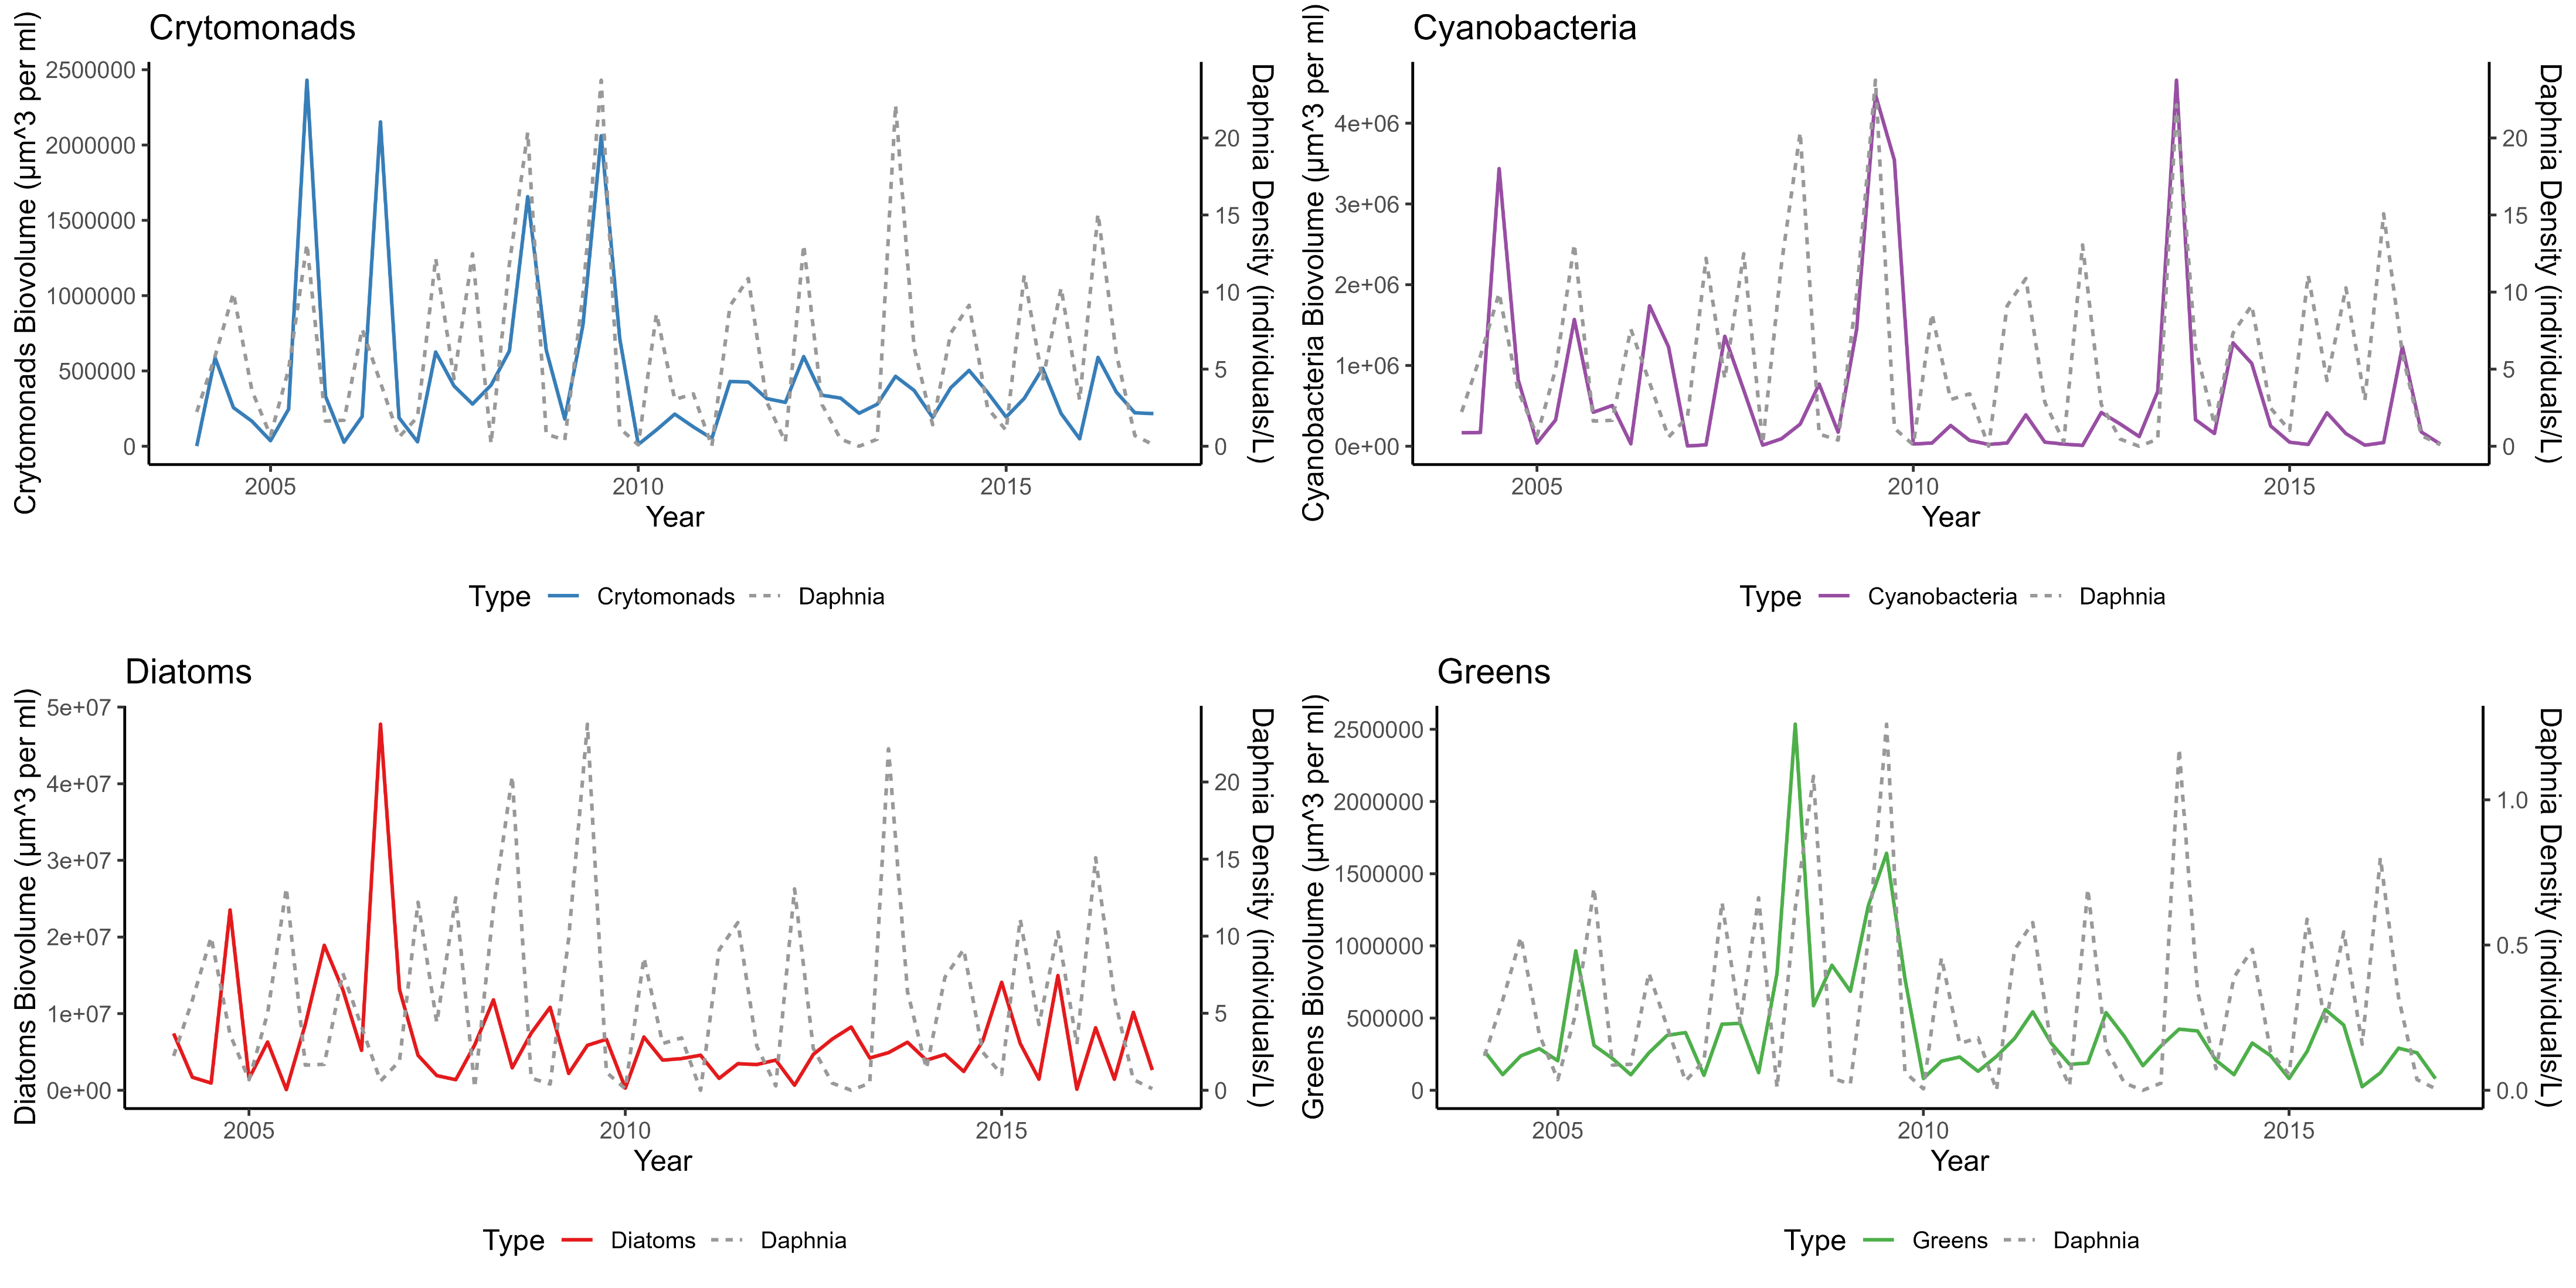 Crytomonads
Crytomonads Biovolume (µm^3 per ml)
2500000
2000000
1500000
1000000
500000
0
20
15
10
5
0
Daphnia Density (individuals/L)
2005 2010 2015
Year
Type Crytomonads Daphnia
Cyanobacteria
Cyanobacteria Biovolume (µm^3 per ml)
4e+06
3e+06
2e+06
1e+06
0e+00
20
15
10
5
0
Daphnia Density (individuals/L)
2005 2010 2015
Year
Type Cyanobacteria Daphnia
Diatoms
Diatoms Biovolume (µm^3 per ml)
5e+07
4e+07
3e+07
2e+07
1e+07
0e+00
20
15
10
5
0
Daphnia Density (individuals/L)
2005 2010 2015
Year
Type Diatoms Daphnia
Greens
Greens Biovolume (µm^3 per ml)
2500000
2000000
1500000
1000000
500000
0
1.0
0.5
0.0
Daphnia Density (individuals/L)
2005 2010 2015
Year
Type Greens Daphnia